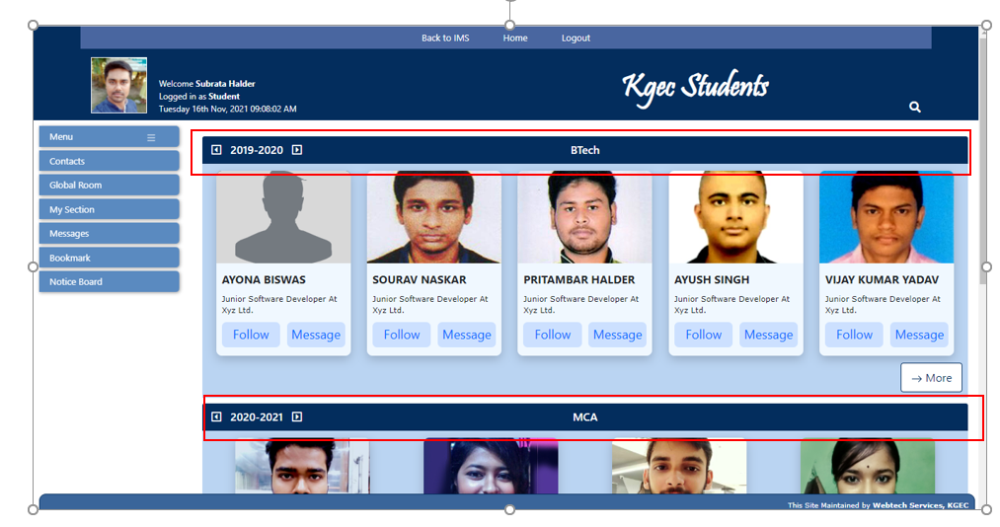 Back to IMS Home Logout
Welcome Subrata Halder
Logged in as Student
Tuesday 16th Nov, 2021 09:08:02 AM
Kgec Students
Menu
Contacts
Global Room
My Section
Messages
Bookmark
Notice Board
2019-2020 BTech
AYONA BISWAS
Junior Software Developer At
Xyz Ltd.
Follow Message
SOURAV NASKAR
Junior Software Developer At
Xyz Ltd.
Follow Message
PRITAMBAR HALDER
Junior Software Developer At
Xyz Ltd.
Follow Message
AYUSH SINGH
Junior Software Developer At
Xyz Ltd.
Follow Message
VIJAY KUMAR YADAV
Junior Software Developer At
Xyz Ltd.
Follow Message
→ More
2020-2021 MCA
This Site Maintained by Webtech Services, KGEC